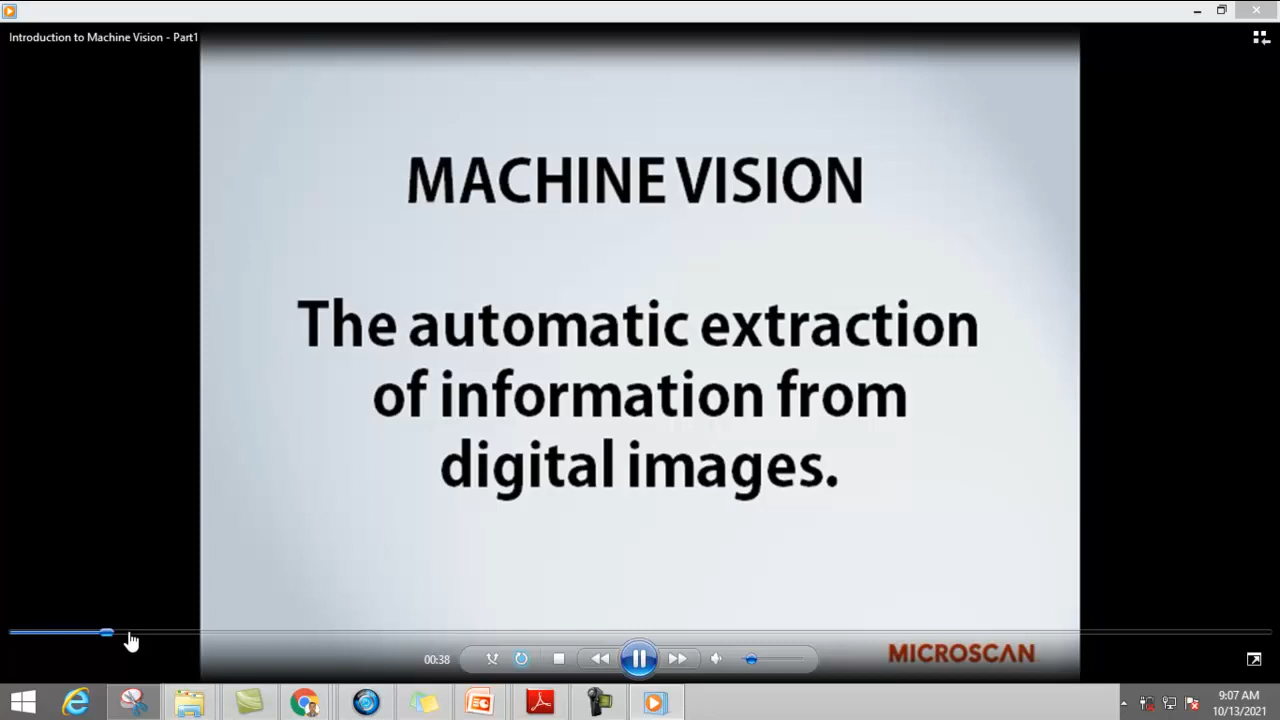 Introduction to Machine Vision - Part1
MACHINE VISION
The automatic extraction
of information from
digital images.
00:38
MICROSCAN
9:07 AM
10/13/2021